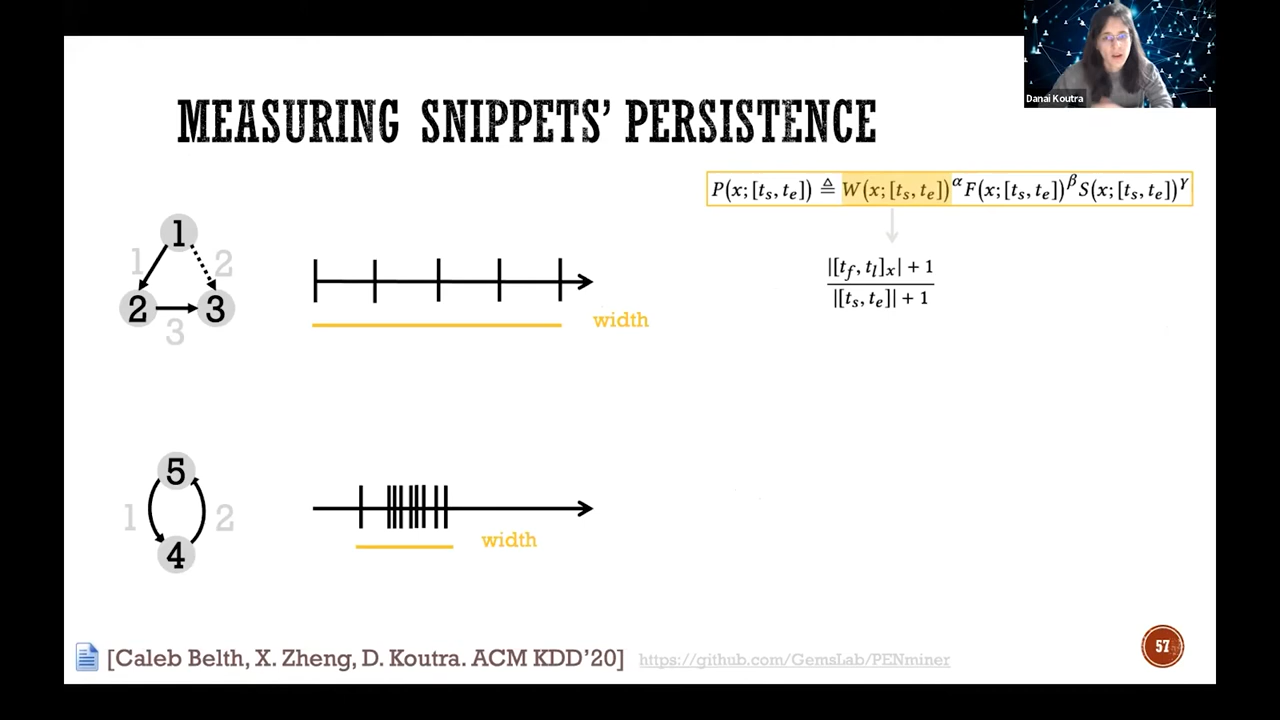 Danai Koutra
MEASURING SNIPPETS' PERSISTENCE
P(x; [t_s, t_e]) ≜ W(x; [t_s, t_e])^α F(x; [t_s, t_e])^β S(x; [t_s, t_e])^γ
|[t_f, t_l]_x| + 1
|[t_s, t_e]| + 1
1
1 2
2 3
3
width
5
1 2
4
width
[Caleb Belth, X. Zheng, D. Koutra. ACM KDD'20] https://github.com/GemsLab/PENminer
57